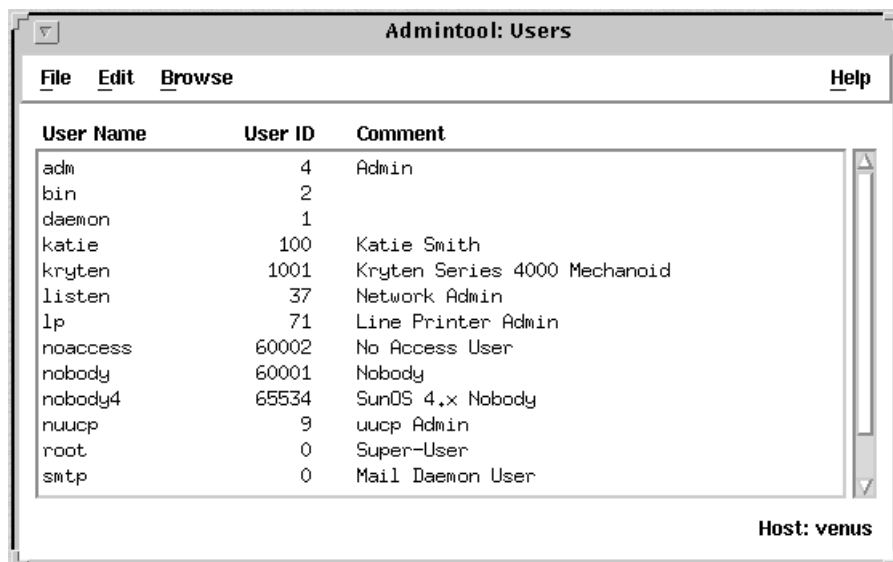 Admintool: Users
File Edit Browse Help
User Name User ID Comment
adm 4 Admin
bin 2
daemon 1
katie 100 Katie Smith
kryten 1001 Kryten Series 4000 Mechanoid
listen 37 Network Admin
lp 71 Line Printer Admin
noaccess 60002 No Access User
nobody 60001 Nobody
nobody4 65534 SunOS 4.x Nobody
nuucp 9 uucp Admin
root 0 Super-User
smtp 0 Mail Daemon User
Host: venus